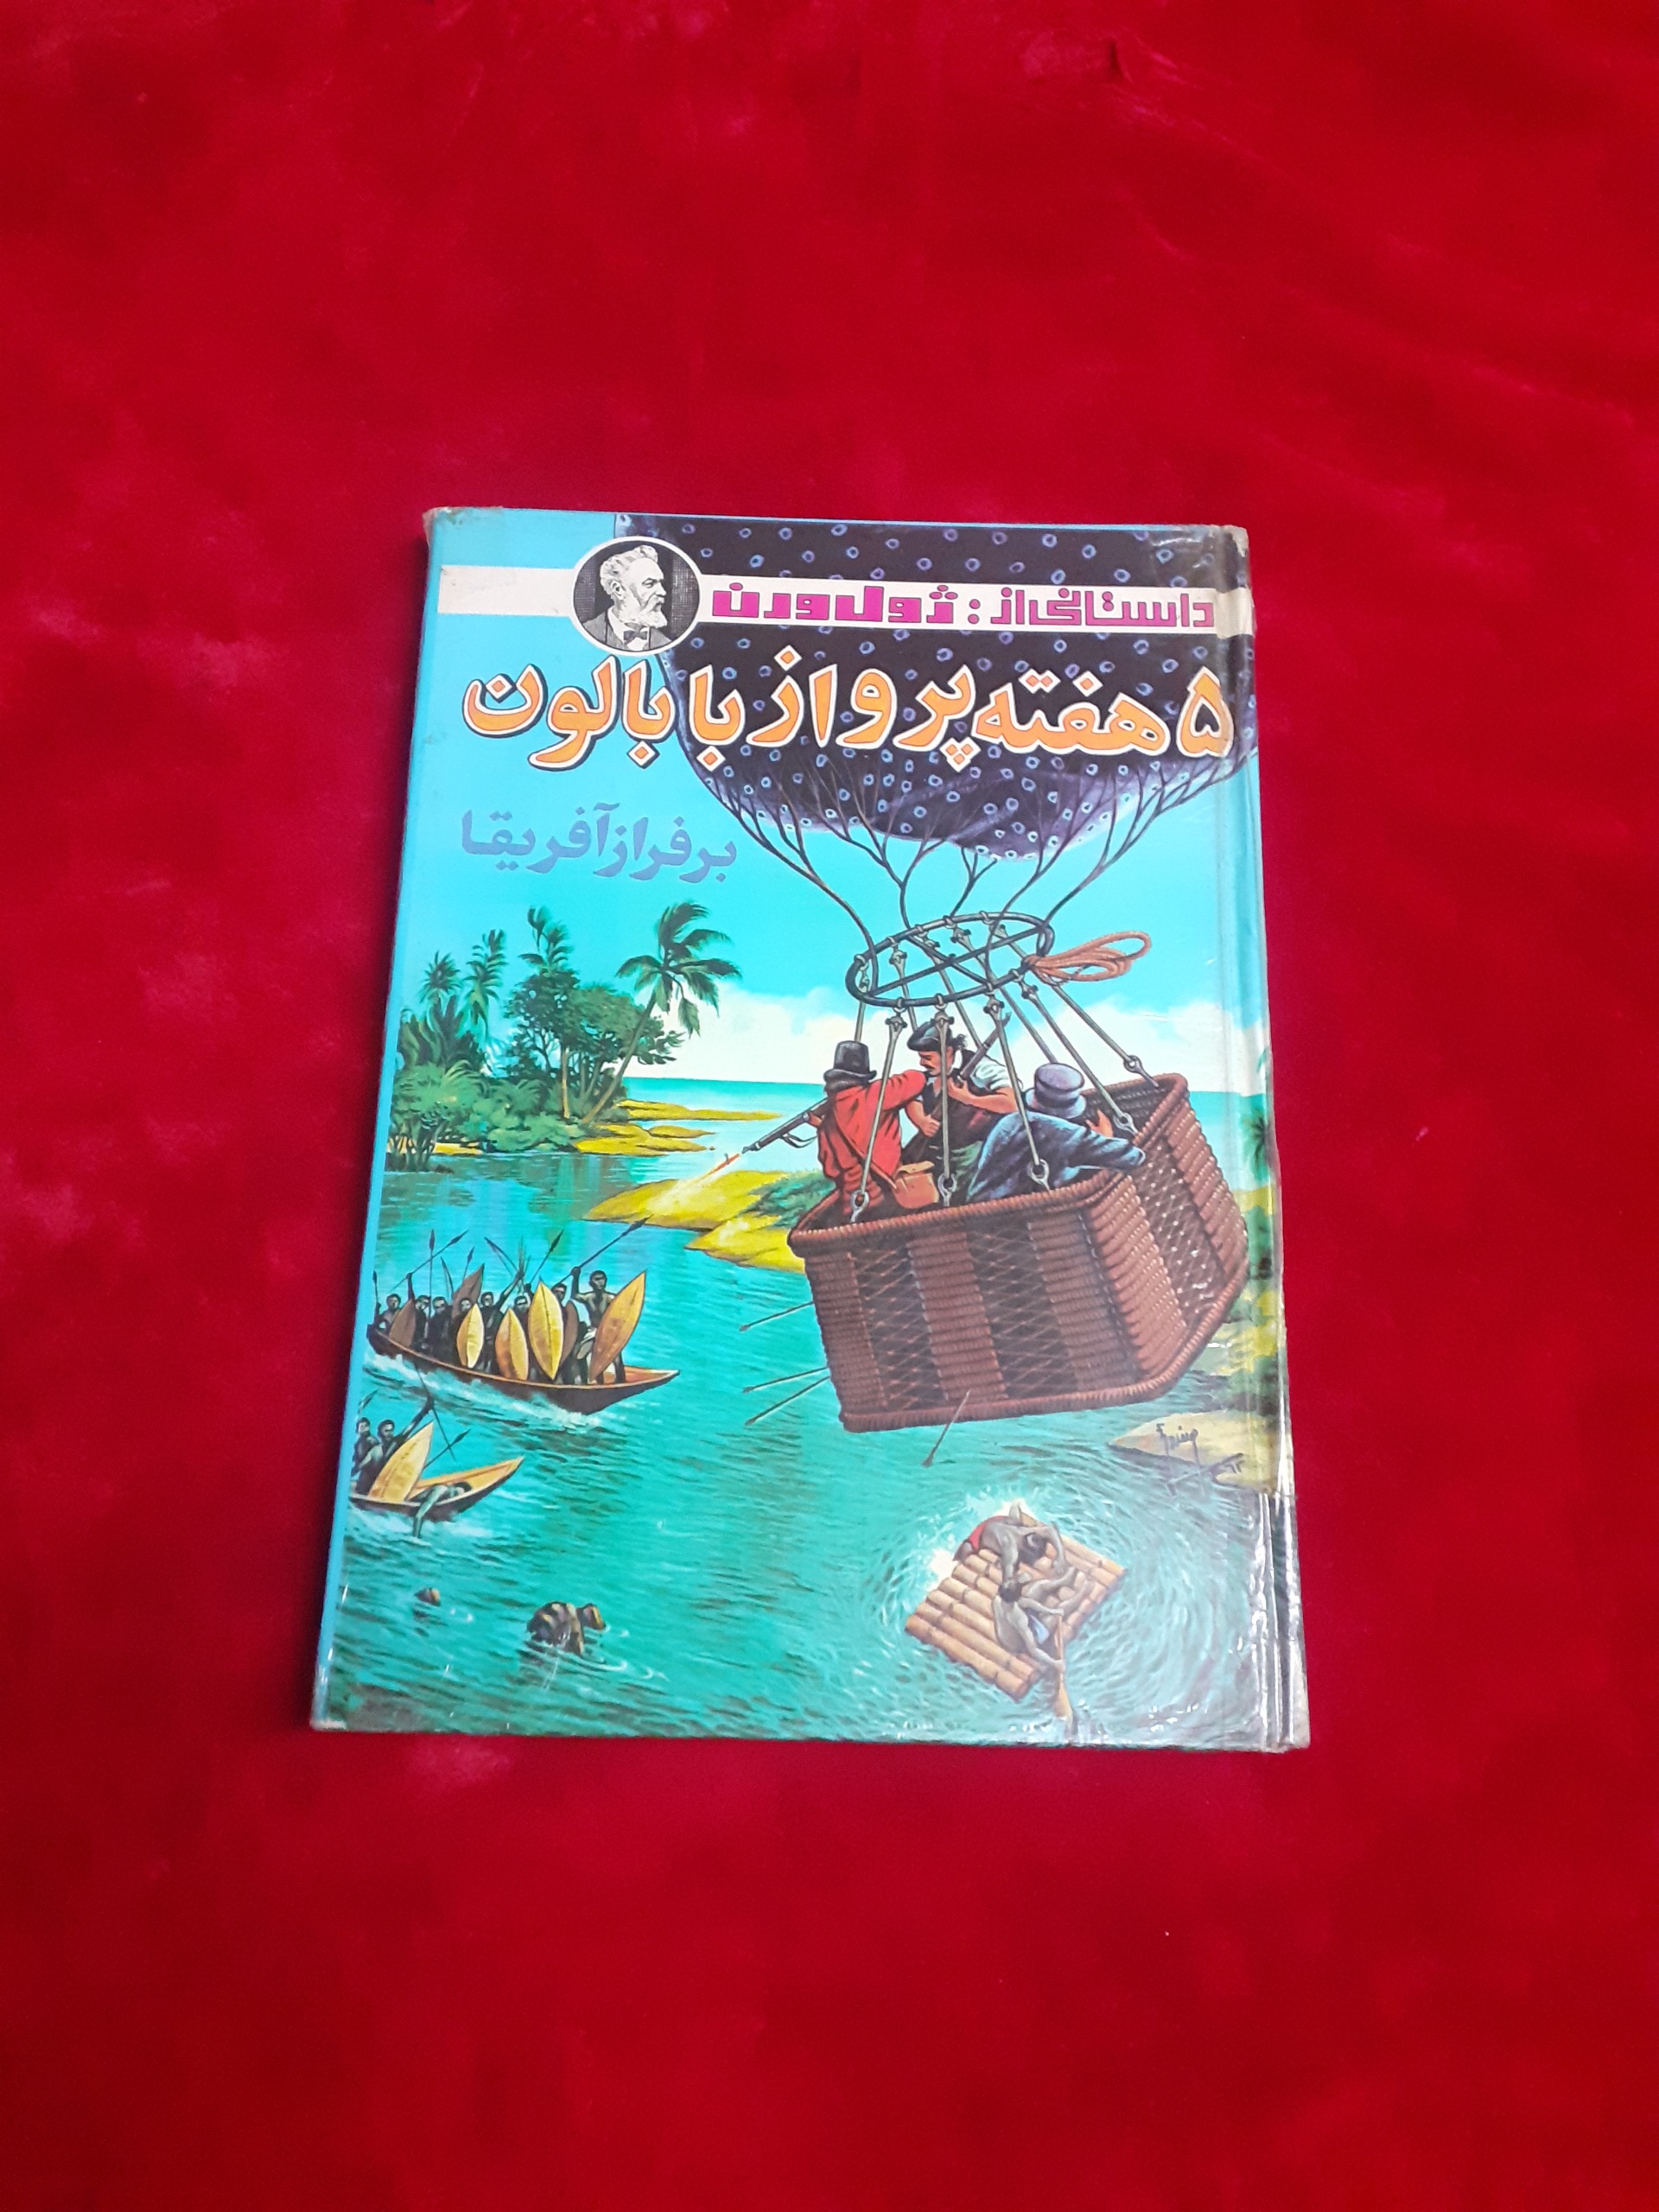 داستانی از : ژول ورن
۵ هفته پرواز با بالون
بر فراز آفریقا